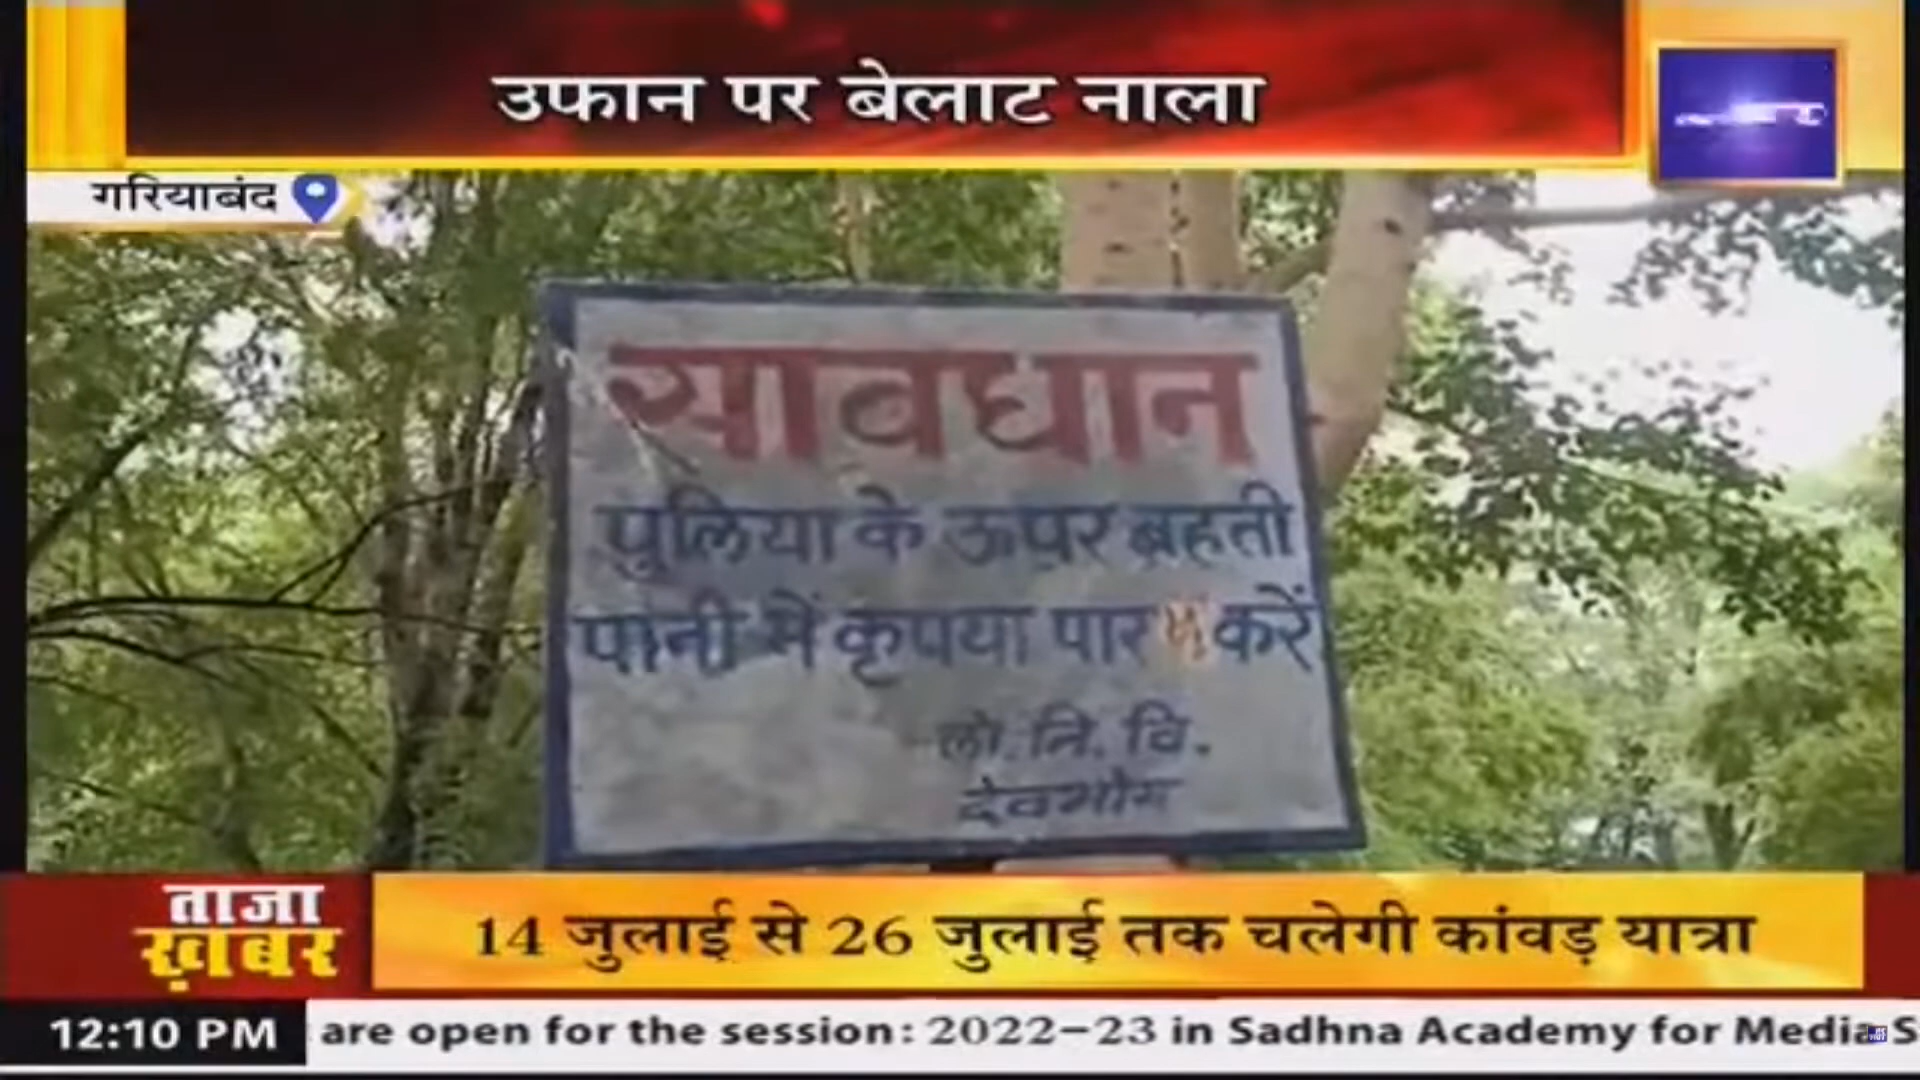 उफान पर बेलाट नाला
गरियाबंद
सावधान
पुलिया के ऊपर बहती
पानी में कृपया पार न करें
लो. नि. वि.
देवभोग
ताजा
ख़बर
14 जुलाई से 26 जुलाई तक चलेगी कांवड़ यात्रा
12:10 PM
are open for the session: 2022-23 in Sadhna Academy for Media S